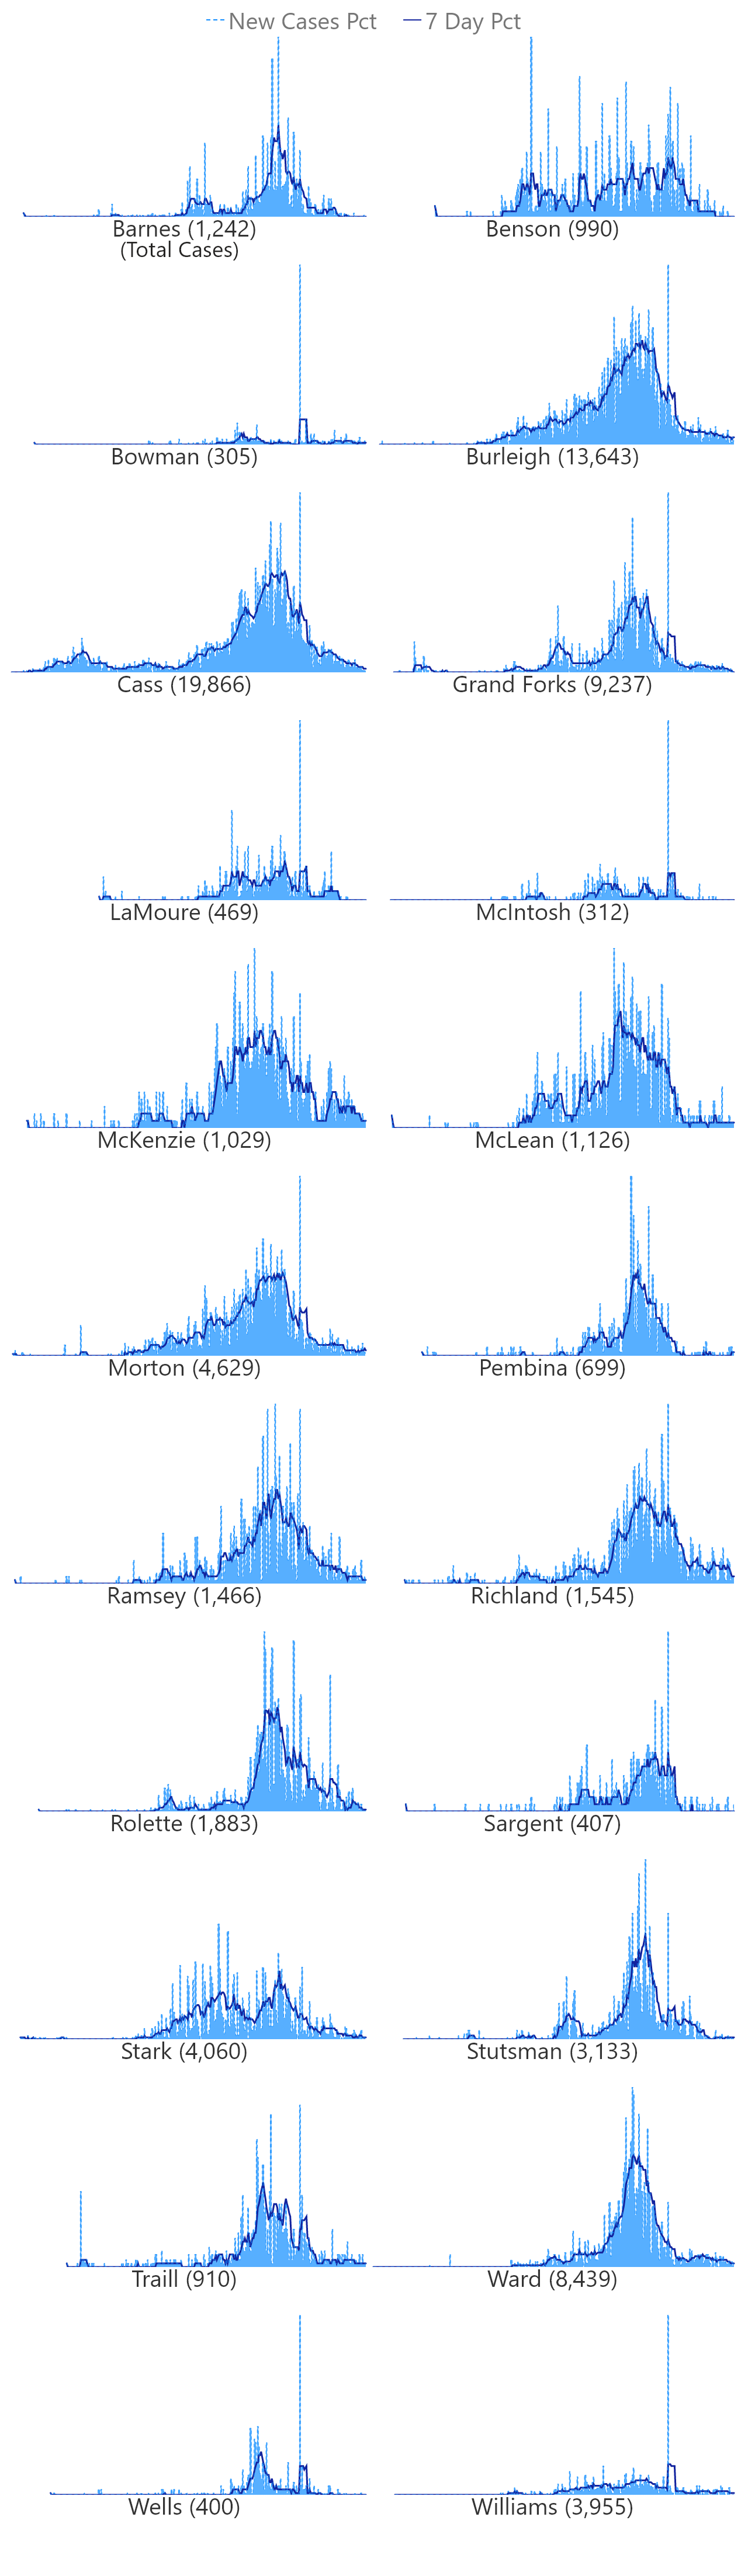 New Cases Pct 7 Day Pct
Barnes (1,242)
(Total Cases)
Benson (990)
Bowman (305)
Burleigh (13,643)
Cass (19,866)
Grand Forks (9,237)
LaMoure (469)
McIntosh (312)
McKenzie (1,029)
McLean (1,126)
Morton (4,629)
Pembina (699)
Ramsey (1,466)
Richland (1,545)
Rolette (1,883)
Sargent (407)
Stark (4,060)
Stutsman (3,133)
Traill (910)
Ward (8,439)
Wells (400)
Williams (3,955)